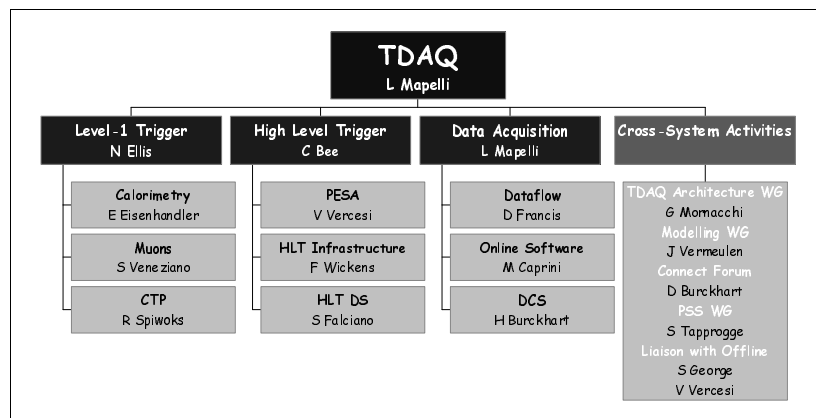 TDAQ
L Mapelli
Level-1 Trigger
N Ellis
High Level Trigger
C Bee
Data Acquisition
L Mapelli
Cross-System Activities
Calorimetry
E Eisenhandler
Muons
S Veneziano
CTP
R Spiwoks
PESA
V Vercesi
HLT Infrastructure
F Wickens
HLT DS
S Falciano
Dataflow
D Francis
Online Software
M Caprini
DCS
H Burckhart
TDAQ Architecture WG
G Mornacchi
Modelling WG
J Vermeulen
Connect Forum
D Burckhart
PSS WG
S Tapprogge
Liaison with Offline
S George
V Vercesi